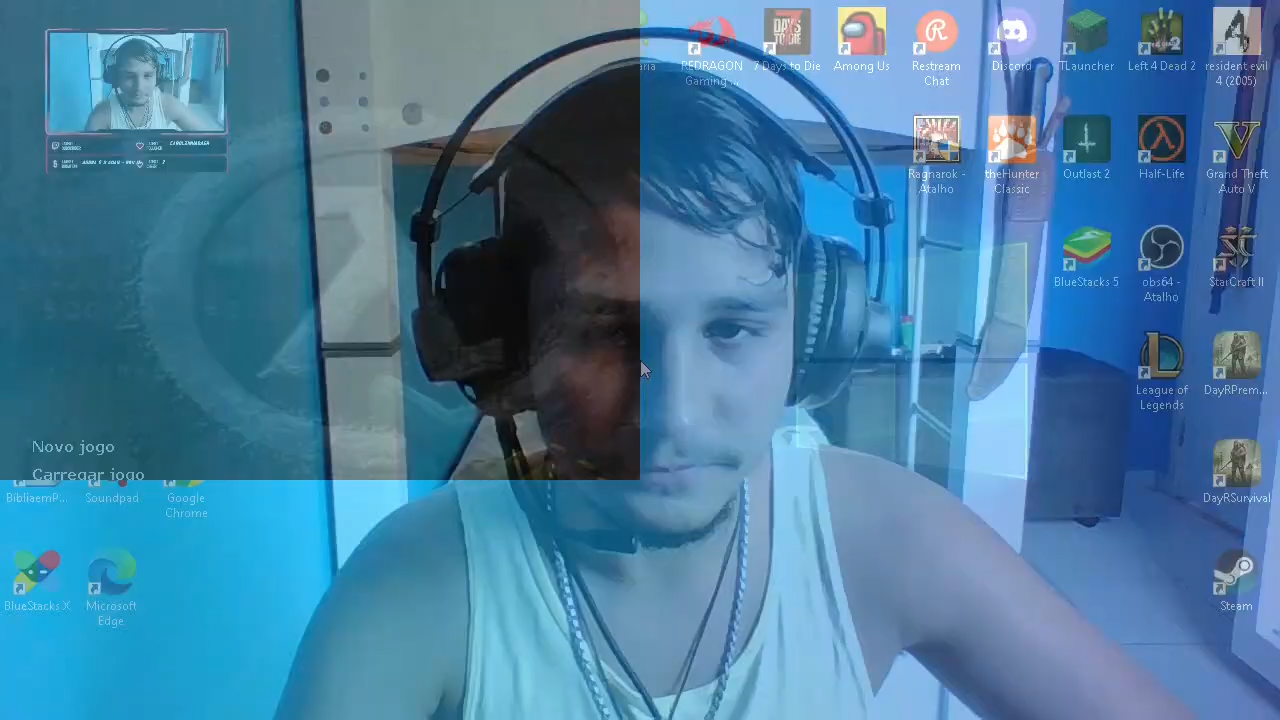 REDRAGON
Gaming ...
7 Days to Die
Among Us
Restream
Chat
Discord
TLauncher
Left 4 Dead 2
resident evil
4 (2005)
Ragnarok -
Atalho
theHunter
Classic
Outlast 2
Half-Life
Grand Theft
Auto V
BlueStacks 5
obs64 -
Atalho
StarCraft II
League of
Legends
DayRPrem...
Novo jogo
Carregar jogo
BibliaemP...
Soundpad
Google
Chrome
DayRSurvival
BlueStacks X
Microsoft
Edge
Steam